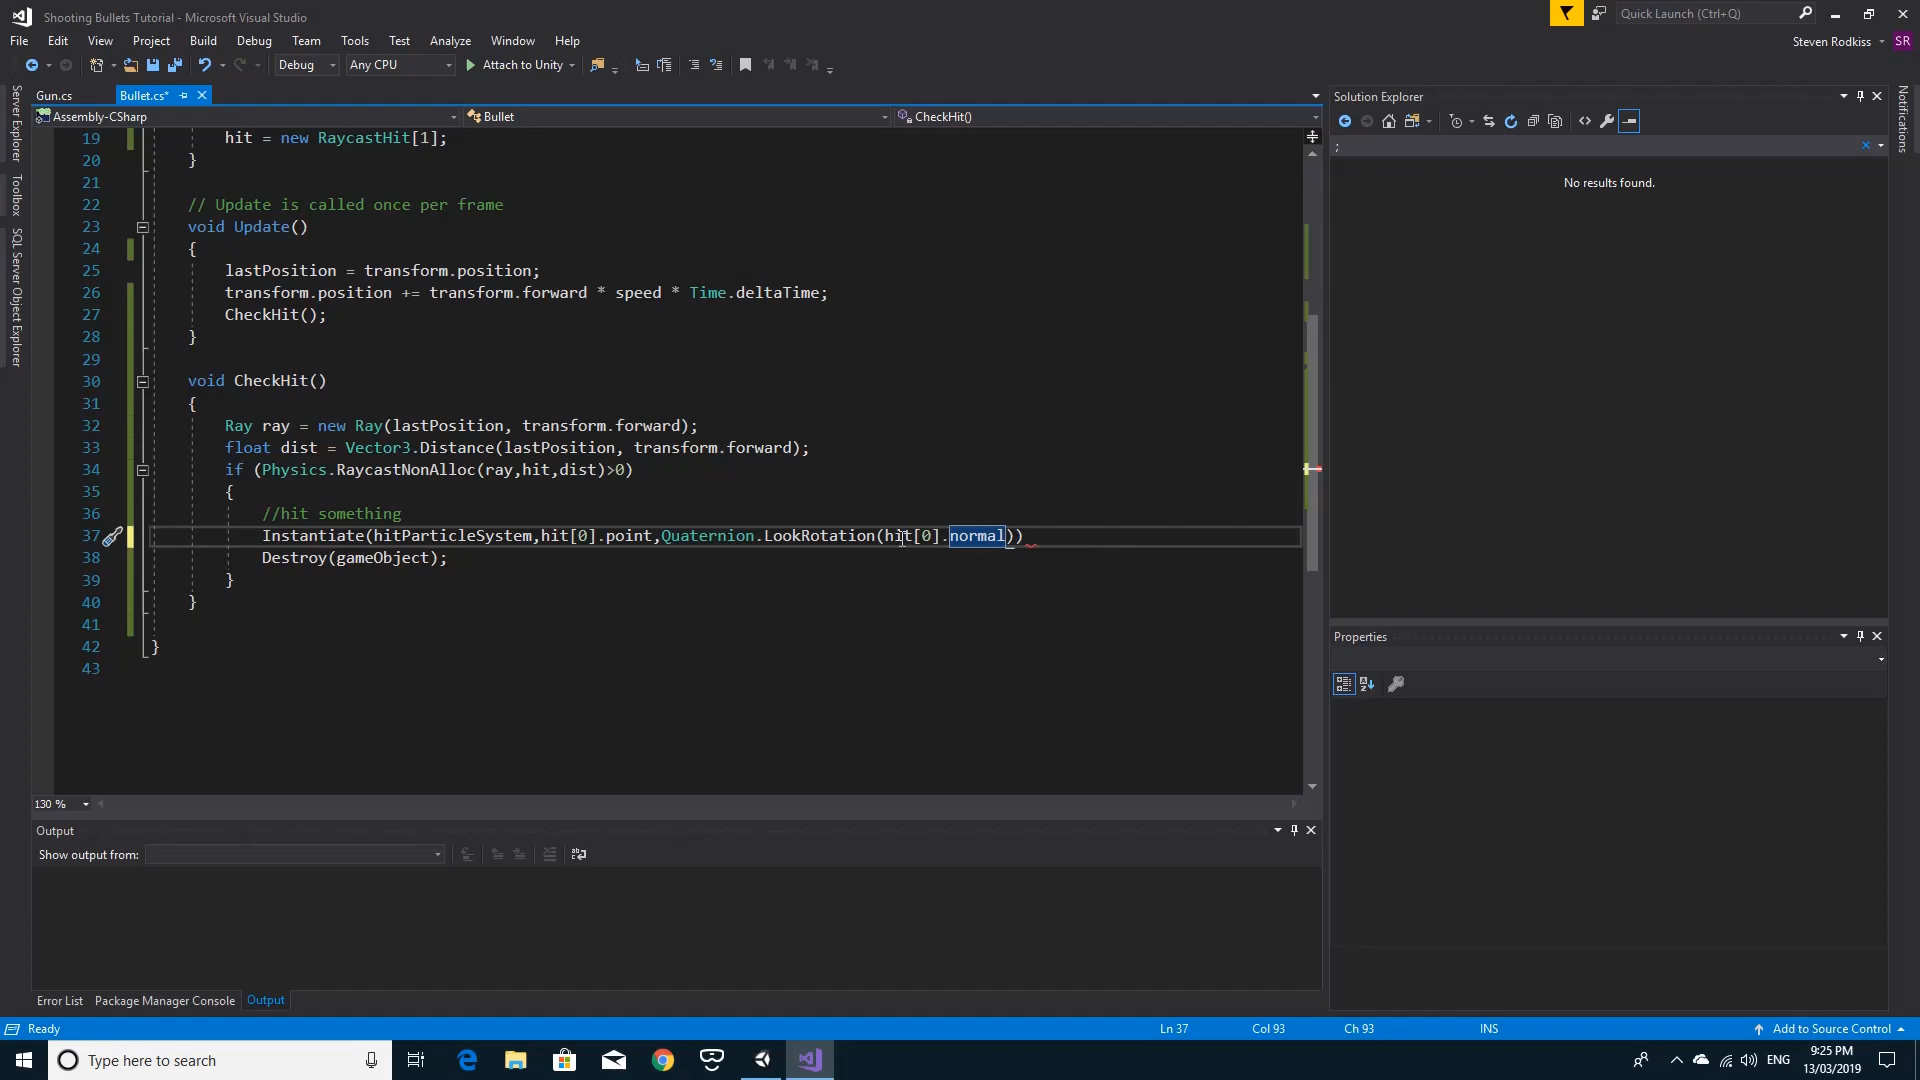 Shooting Bullets Tutorial - Microsoft Visual Studio
Quick Launch (Ctrl+Q)
File Edit View Project Build Debug Team Tools Test Analyze Window Help
Steven Rodkiss SR
Debug Any CPU Attach to Unity
Gun.cs Bullet.cs*
Assembly-CSharp Bullet CheckHit()
Server Explorer
Toolbox
SQL Server Object Explorer
19 hit = new RaycastHit[1];
20 }
21
22 // Update is called once per frame
23 void Update()
24 {
25 lastPosition = transform.position;
26 transform.position += transform.forward * speed * Time.deltaTime;
27 CheckHit();
28 }
29
30 void CheckHit()
31 {
32 Ray ray = new Ray(lastPosition, transform.forward);
33 float dist = Vector3.Distance(lastPosition, transform.forward);
34 if (Physics.RaycastNonAlloc(ray,hit,dist)>0)
35 {
36 //hit something
37 Instantiate(hitParticleSystem,hit[0].point,Quaternion.LookRotation(hit[0].normal))
38 Destroy(gameObject);
39 }
40 }
41
42 }
43
130 %
Output
Show output from:
Error List Package Manager Console Output
Solution Explorer
;
No results found.
Properties
Notifications
Ready Ln 37 Col 93 Ch 93 INS Add to Source Control
Type here to search
ENG
9:25 PM
13/03/2019